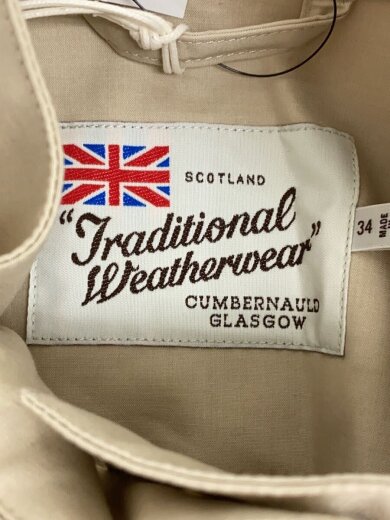 SCOTLAND
"Traditional
Weatherwear"
CUMBERNAULD
GLASGOW
34
MADE